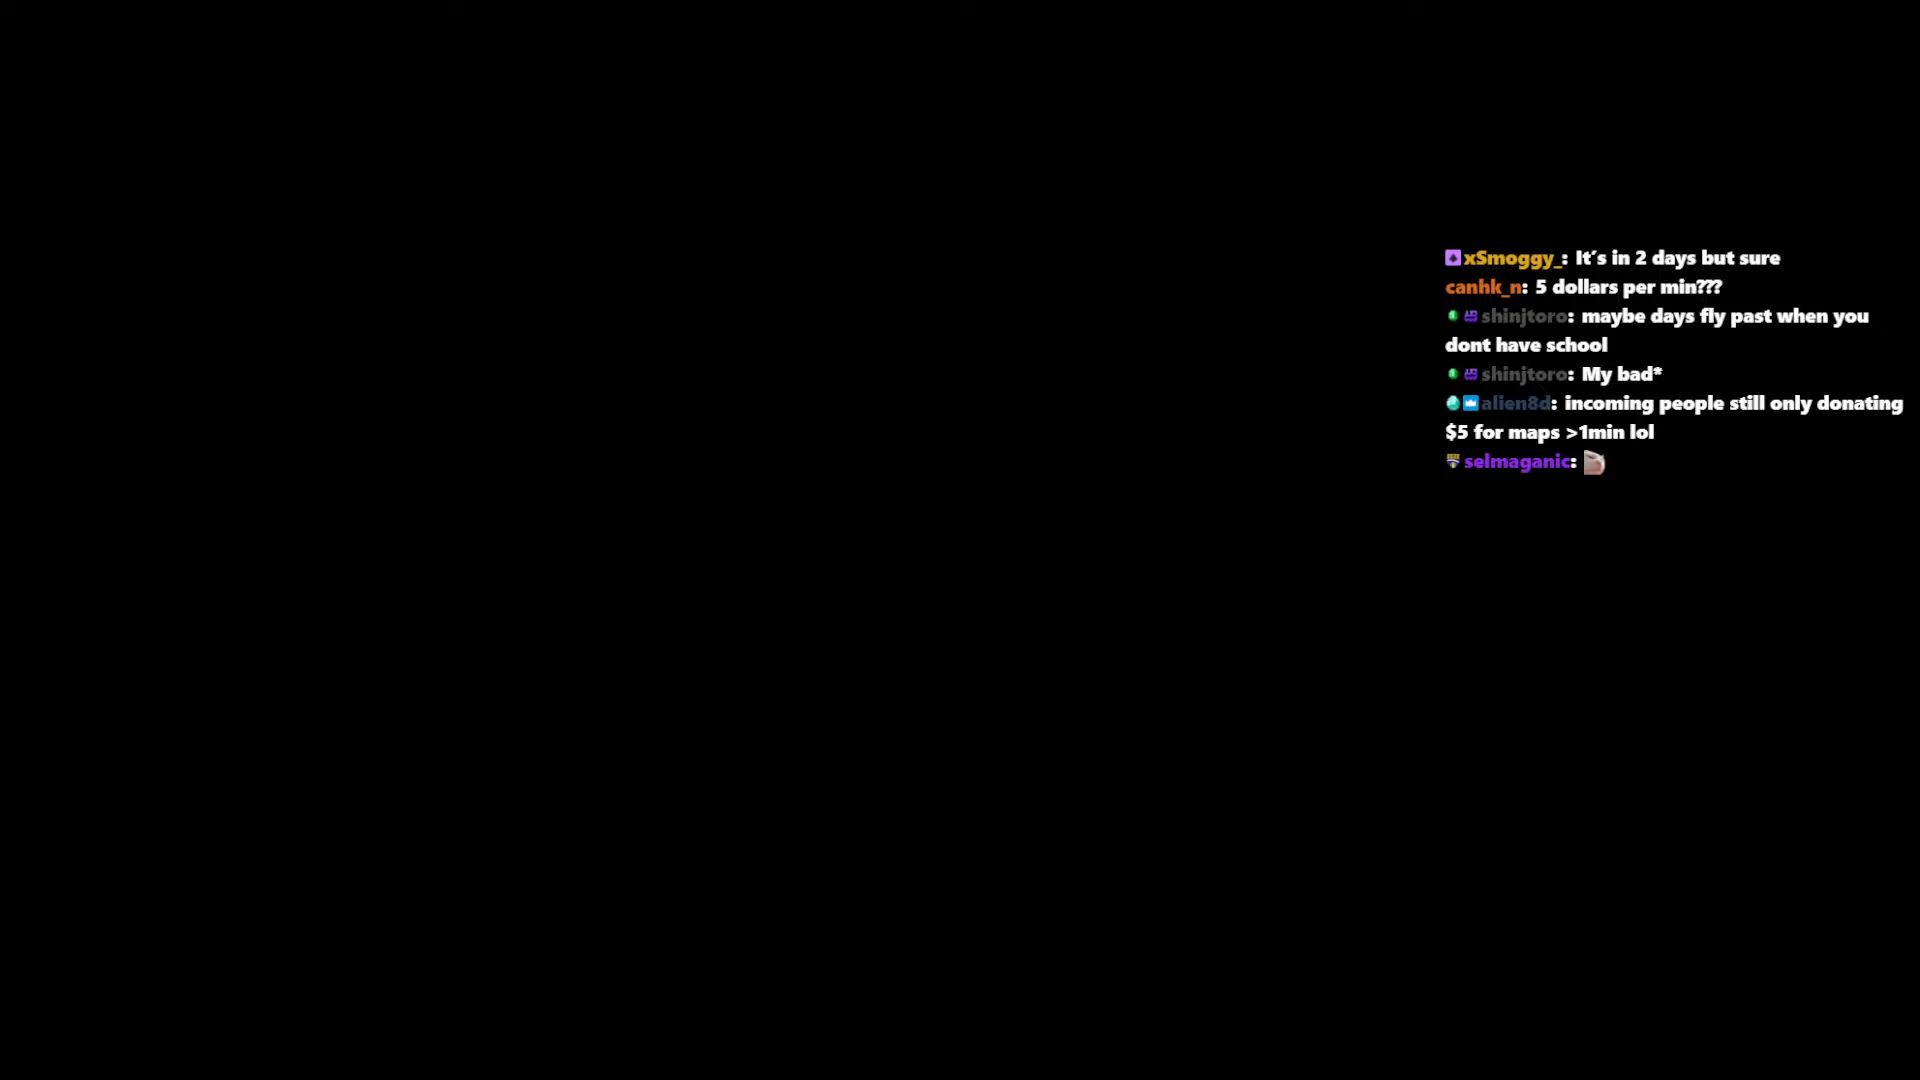 xSmoggy_: It's in 2 days but sure
canhk_n: 5 dollars per min???
shinjtoro: maybe days fly past when you
dont have school
shinjtoro: My bad*
alien8d: incoming people still only donating
$5 for maps >1min lol
selmaganic: